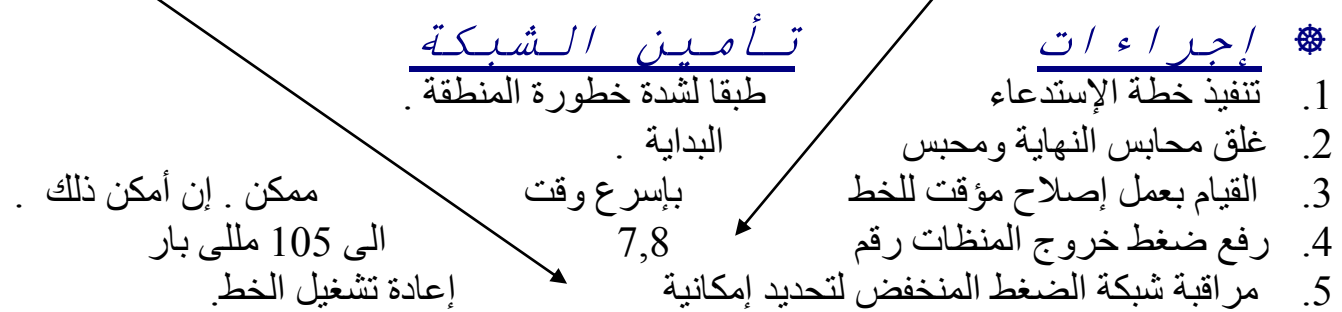 إجراءات تأمين الشبكة
1. تنفيذ خطة الإستدعاء طبقا لشدة خطورة المنطقة .
2. غلق محابس النهاية ومحبس البداية .
3. القيام بعمل إصلاح مؤقت للخط بإسرع وقت ممكن . إن أمكن ذلك .
4. رفع ضغط خروج المنظات رقم 7,8 الى 105 مللى بار
5. مراقبة شبكة الضغط المنخفض لتحديد إمكانية إعادة تشغيل الخط.